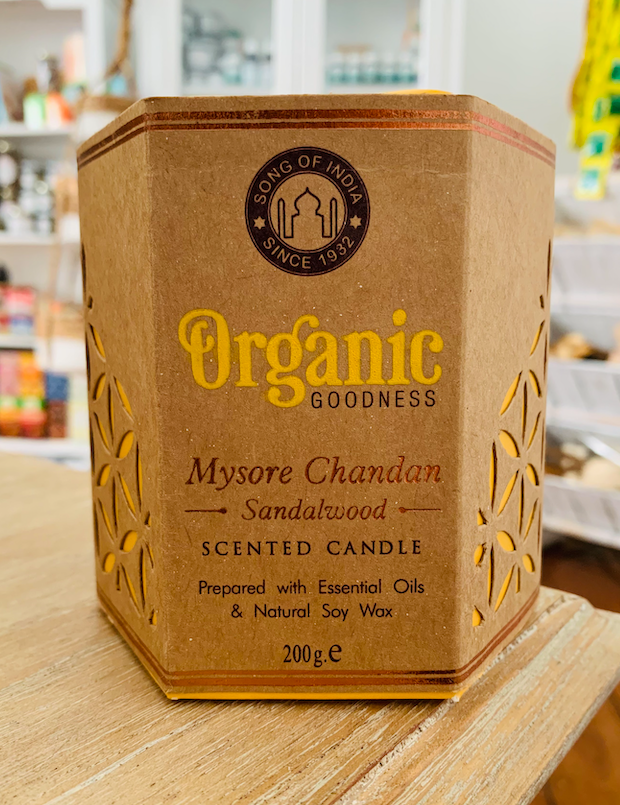 SONG OF INDIA
SINCE 1932
Organic
GOODNESS
Mysore Chandan
Sandalwood
SCENTED CANDLE
Prepared with Essential Oils
& Natural Soy Wax
200g.e